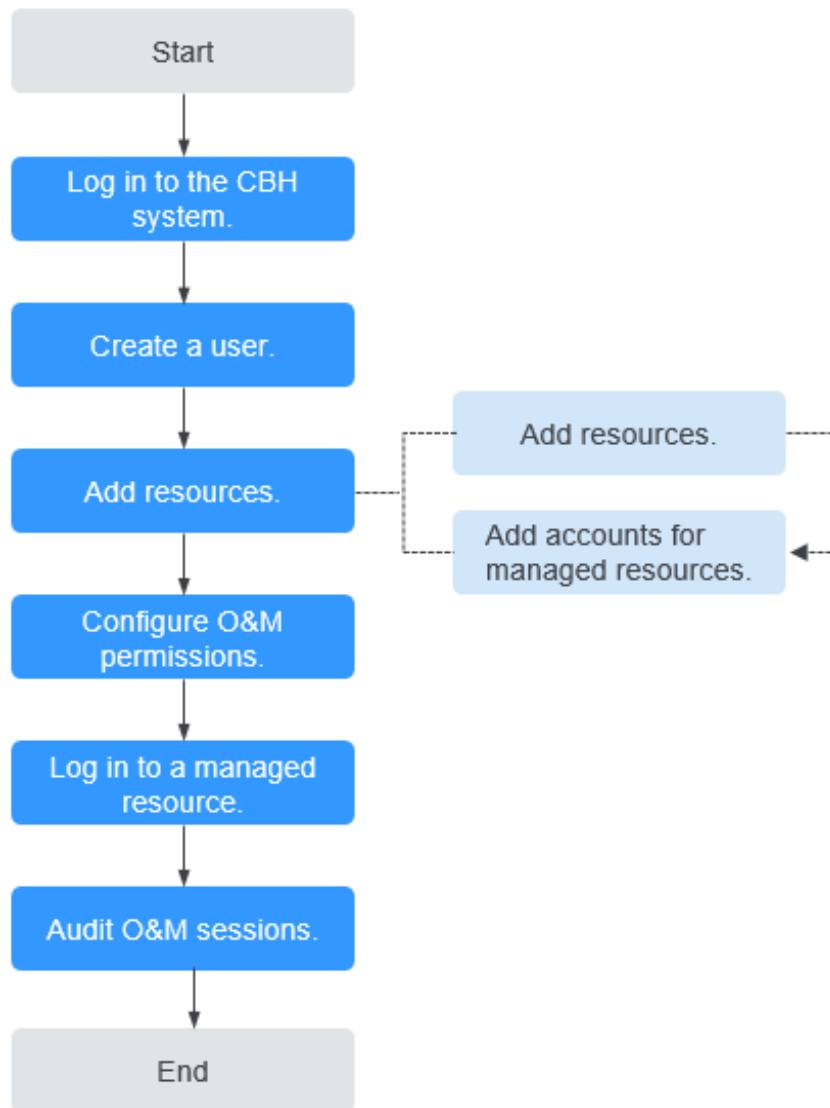 Start
Log in to the CBH
system.
Create a user.
Add resources.
Add resources.
Add accounts for
managed resources.
Configure O&M
permissions.
Log in to a managed
resource.
Audit O&M sessions.
End